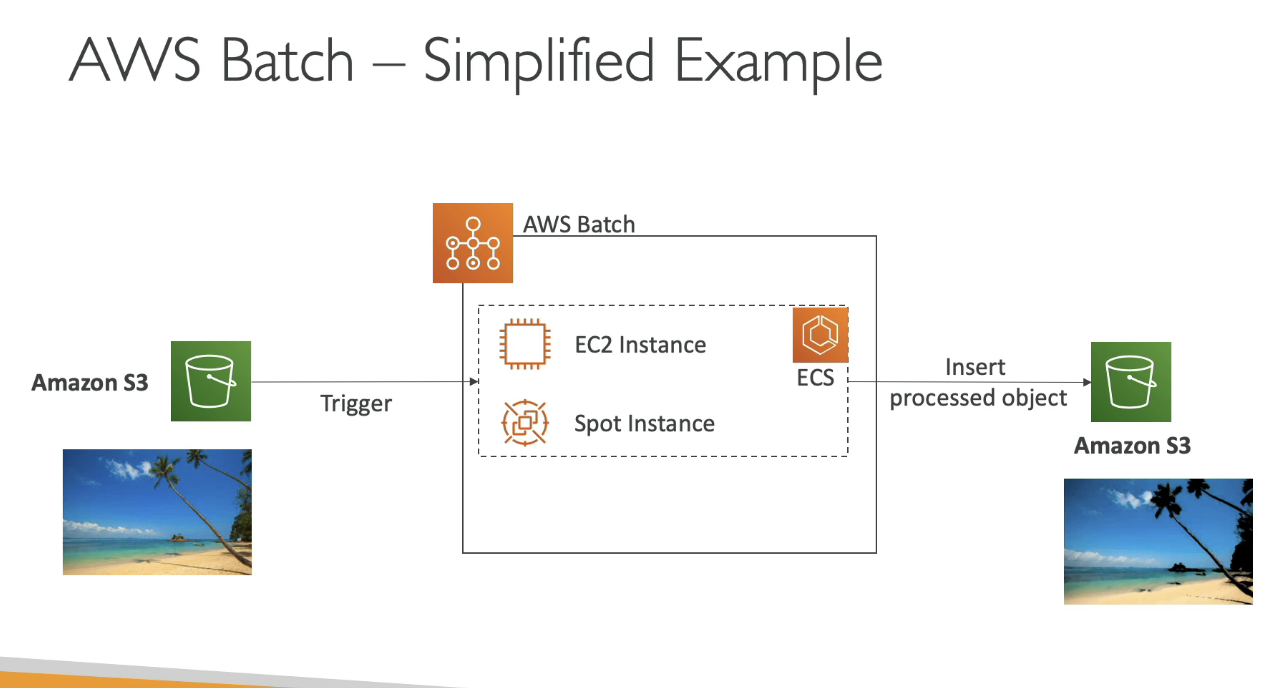 AWS Batch – Simplified Example
AWS Batch
EC2 Instance
ECS
Spot Instance
Amazon S3
Trigger
Insert
processed object
Amazon S3